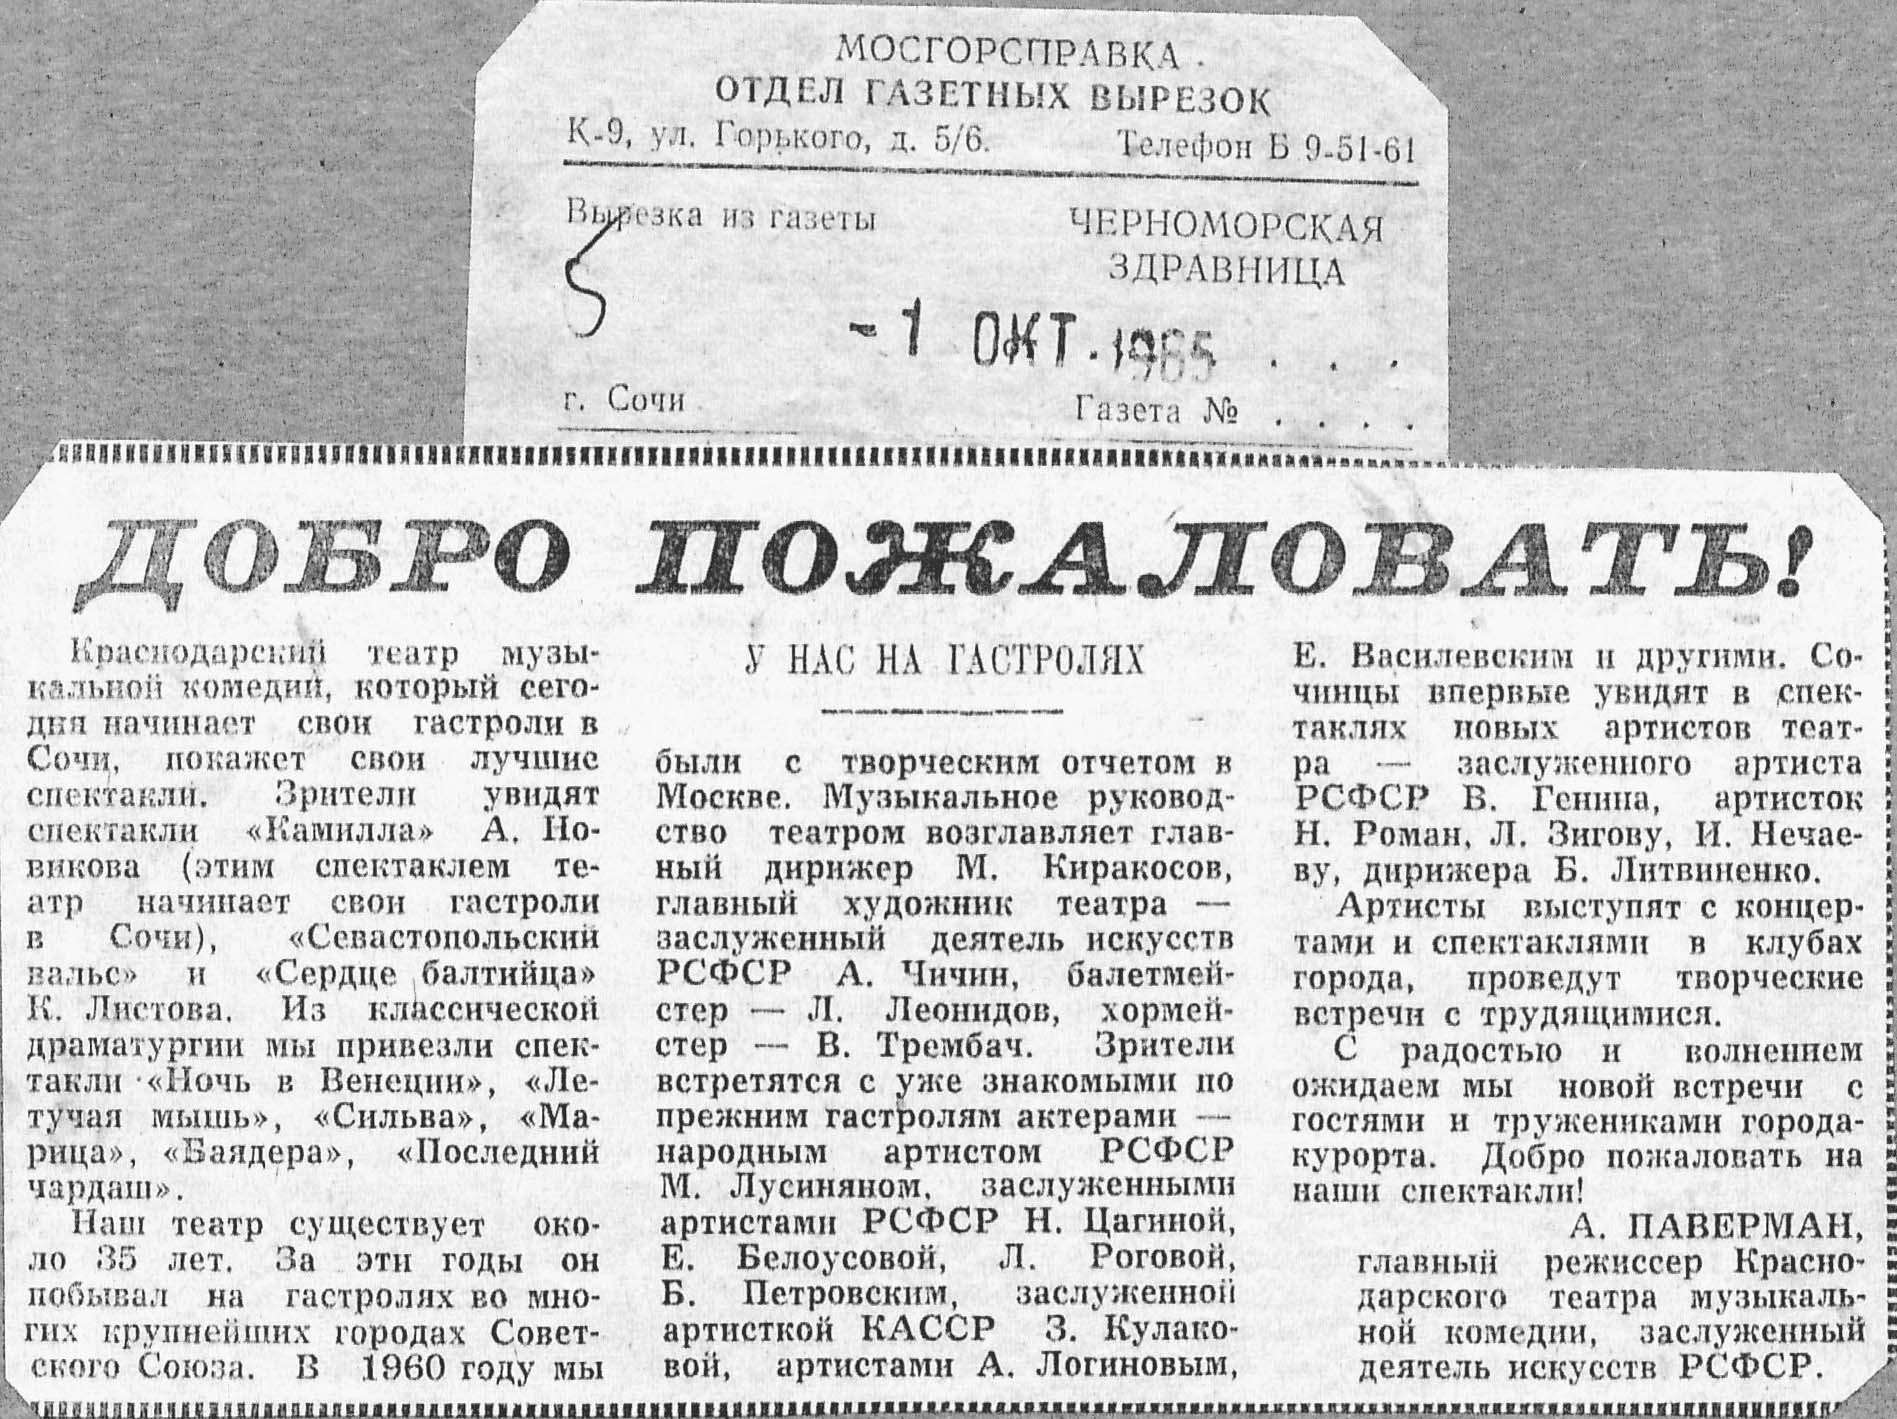 МОСГОРСПРАВКА
ОТДЕЛ ГАЗЕТНЫХ ВЫРЕЗОК
К-9, ул. Горького, д. 5/6. Телефон Б 9-51-61
Вырезка из газеты
ЧЕРНОМОРСКАЯ
ЗДРАВНИЦА
5
- 1 ОКТ. 1965 . . .
г. Сочи
Газета № . . . .
ДОБРО ПОЖАЛОВАТЬ!
Краснодарский театр музы-
кальной комедии, который сего-
дня начинает свои гастроли в
Сочи, покажет свои лучшие
спектакли. Зрители увидят
спектакли «Камилла» А. Но-
викова (этим спектаклем те-
атр начинает свои гастроли
в Сочи), «Севастопольский
вальс» и «Сердце балтийца»
К. Листова. Из классической
драматургии мы привезли спек-
такли «Ночь в Венеции», «Ле-
тучая мышь», «Сильва», «Ма-
рица», «Баядера», «Последний
чардаш».
Наш театр существует око-
ло 35 лет. За эти годы он
побывал на гастролях во мно-
гих крупнейших городах Совет-
ского Союза. В 1960 году мы
У НАС НА ГАСТРОЛЯХ
были с творческим отчетом в
Москве. Музыкальное руковод-
ство театром возглавляет глав-
ный дирижер М. Киракосов,
главный художник театра —
заслуженный деятель искусств
РСФСР А. Чичин, балетмей-
стер — Л. Леонидов, хормей-
стер — В. Трембач. Зрители
встретятся с уже знакомыми по
прежним гастролям актерами —
народным артистом РСФСР
М. Лусиняном, заслуженными
артистами РСФСР Н. Цагиной,
Е. Белоусовой, Л. Роговой,
Б. Петровским, заслуженной
артисткой КАССР З. Кулако-
вой, артистами А. Логиновым,
Е. Василевским и другими. Со-
чинцы впервые увидят в спек-
таклях новых артистов теат-
ра — заслуженного артиста
РСФСР В. Генина, артисток
Н. Роман, Л. Зигову, И. Нечае-
ву, дирижера Б. Литвиненко.
Артисты выступят с концер-
тами и спектаклями в клубах
города, проведут творческие
встречи с трудящимися.
С радостью и волнением
ожидаем мы новой встречи с
гостями и тружениками города-
курорта. Добро пожаловать на
наши спектакли!
А. ПАВЕРМАН,
главный режиссер Красно-
дарского театра музыкаль-
ной комедии, заслуженный
деятель искусств РСФСР.